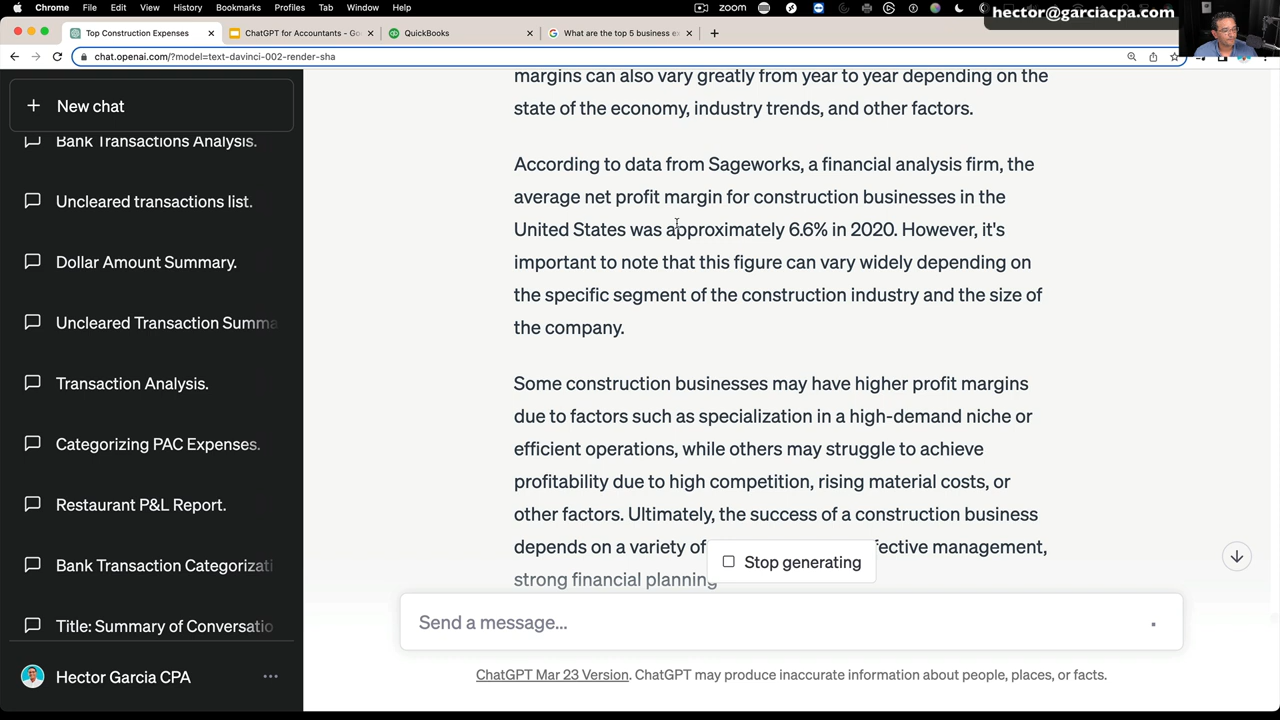 Chrome File Edit View History Bookmarks Profiles Tab Window Help zoom
hector@garciacpa.com
Top Construction Expenses × ChatGPT for Accountants - Go × QuickBooks × What are the top 5 business es × +
chat.openai.com/?model=text-davinci-002-render-sha
New chat
Bank Transactions Analysis.
Uncleared transactions list.
Dollar Amount Summary.
Uncleared Transaction Summa
Transaction Analysis.
Categorizing PAC Expenses.
Restaurant P&L Report.
Bank Transaction Categorizati
Title: Summary of Conversatio
Hector Garcia CPA
margins can also vary greatly from year to year depending on the
state of the economy, industry trends, and other factors.
According to data from Sageworks, a financial analysis firm, the
average net profit margin for construction businesses in the
United States was approximately 6.6% in 2020. However, it's
important to note that this figure can vary widely depending on
the specific segment of the construction industry and the size of
the company.
Some construction businesses may have higher profit margins
due to factors such as specialization in a high-demand niche or
efficient operations, while others may struggle to achieve
profitability due to high competition, rising material costs, or
other factors. Ultimately, the success of a construction business
depends on a variety of fective management,
strong financial planning
Stop generating
Send a message...
ChatGPT Mar 23 Version. ChatGPT may produce inaccurate information about people, places, or facts.